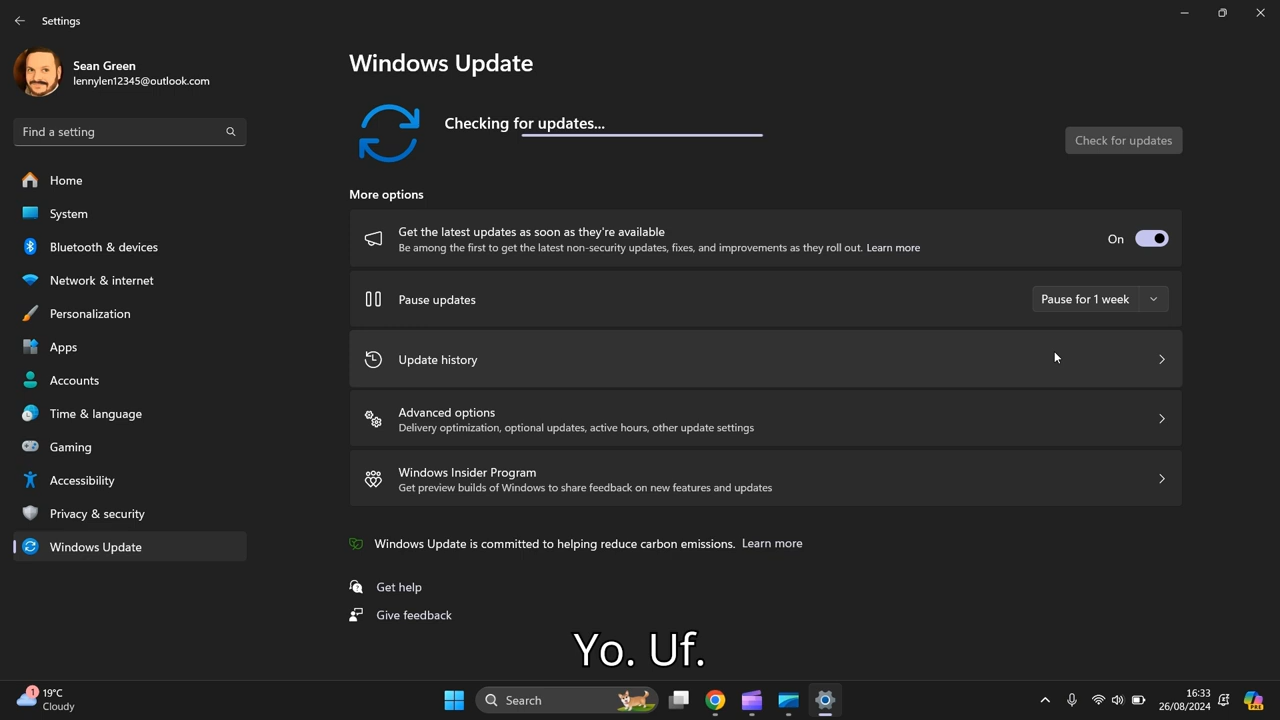 Settings
Sean Green
lennylen12345@outlook.com
Find a setting
Home
System
Bluetooth & devices
Network & internet
Personalization
Apps
Accounts
Time & language
Gaming
Accessibility
Privacy & security
Windows Update
Windows Update
Checking for updates...
Check for updates
More options
Get the latest updates as soon as they're available
Be among the first to get the latest non-security updates, fixes, and improvements as they roll out. Learn more
On
Pause updates
Pause for 1 week
Update history
Advanced options
Delivery optimization, optional updates, active hours, other update settings
Windows Insider Program
Get preview builds of Windows to share feedback on new features and updates
Windows Update is committed to helping reduce carbon emissions. Learn more
Get help
Give feedback
Yo. Uf.
1
19°C
Cloudy
Search
16:33
26/08/2024
PRE